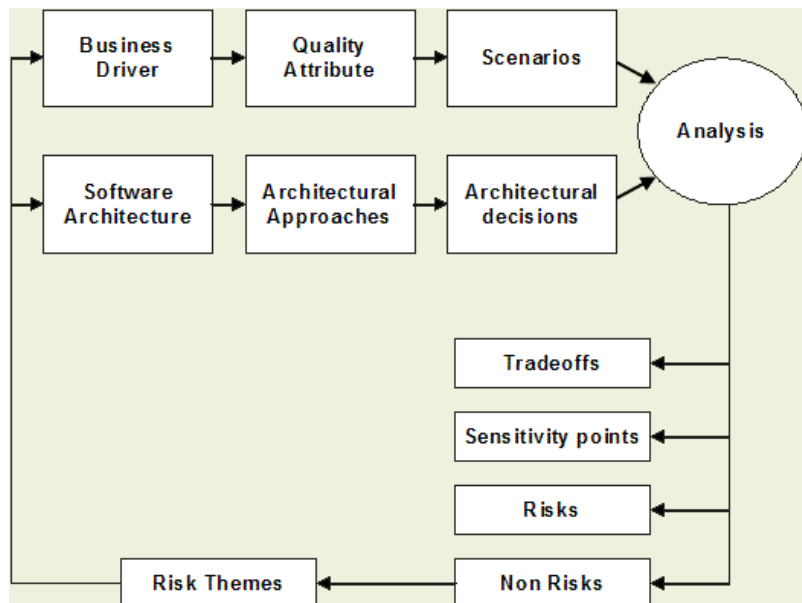 Business
Driver
Quality
Attribute
Scenarios
Analysis
Software
Architecture
Architectural
Approaches
Architectural
decisions
Tradeoffs
Sensitivity points
Risks
Risk Themes
Non Risks